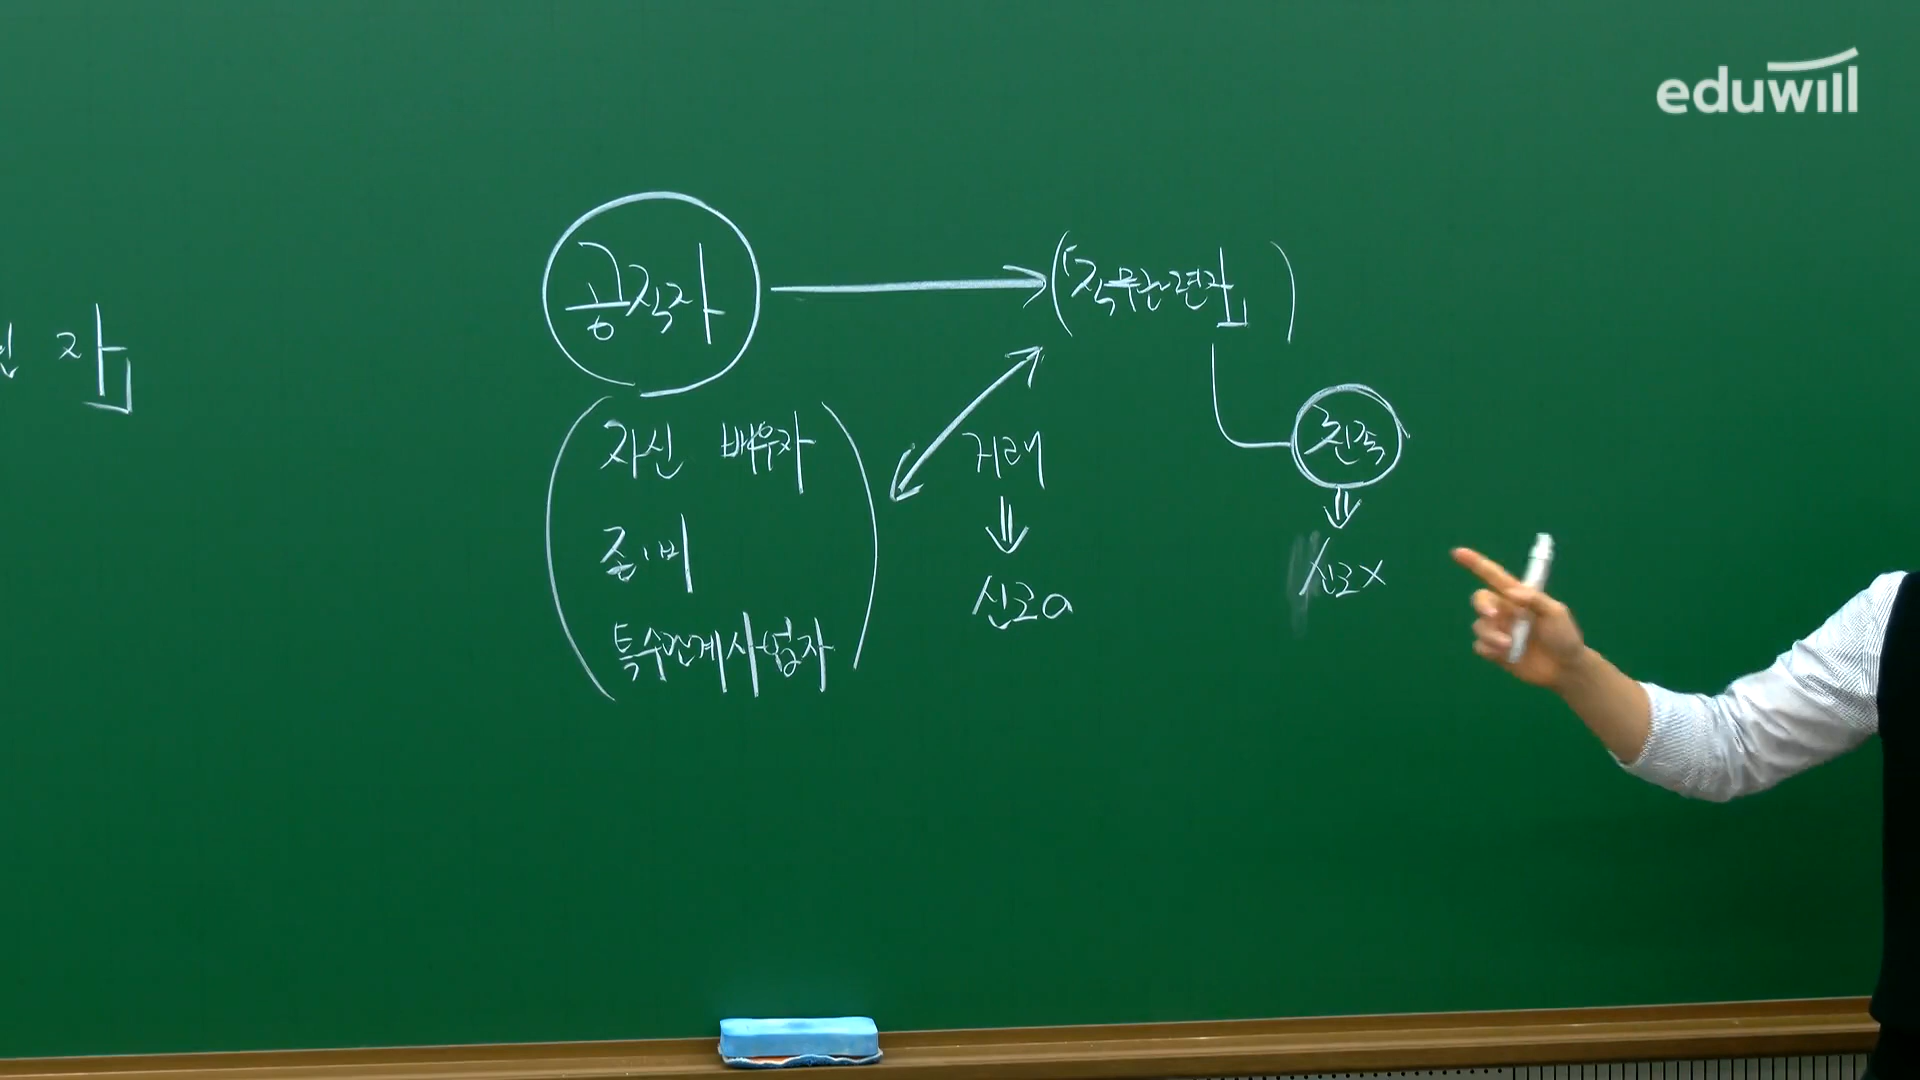 eduwill
공직자
(「직무관련자」)
자
자신 배우자
거래
친족
존·비
신고O
신고X
특수관계사업자